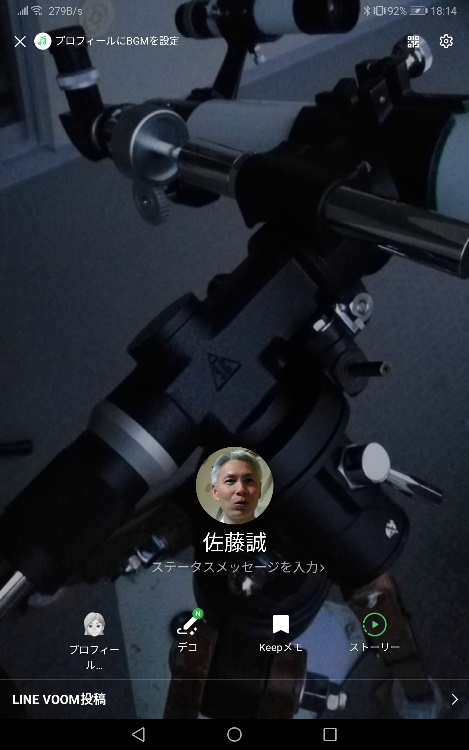 279B/s 92% 18:14
プロフィールにBGMを設定
佐藤誠
ステータスメッセージを入力
プロフィー
ル...
N
デコ
Keepメモ
ストーリー
LINE VOOM投稿